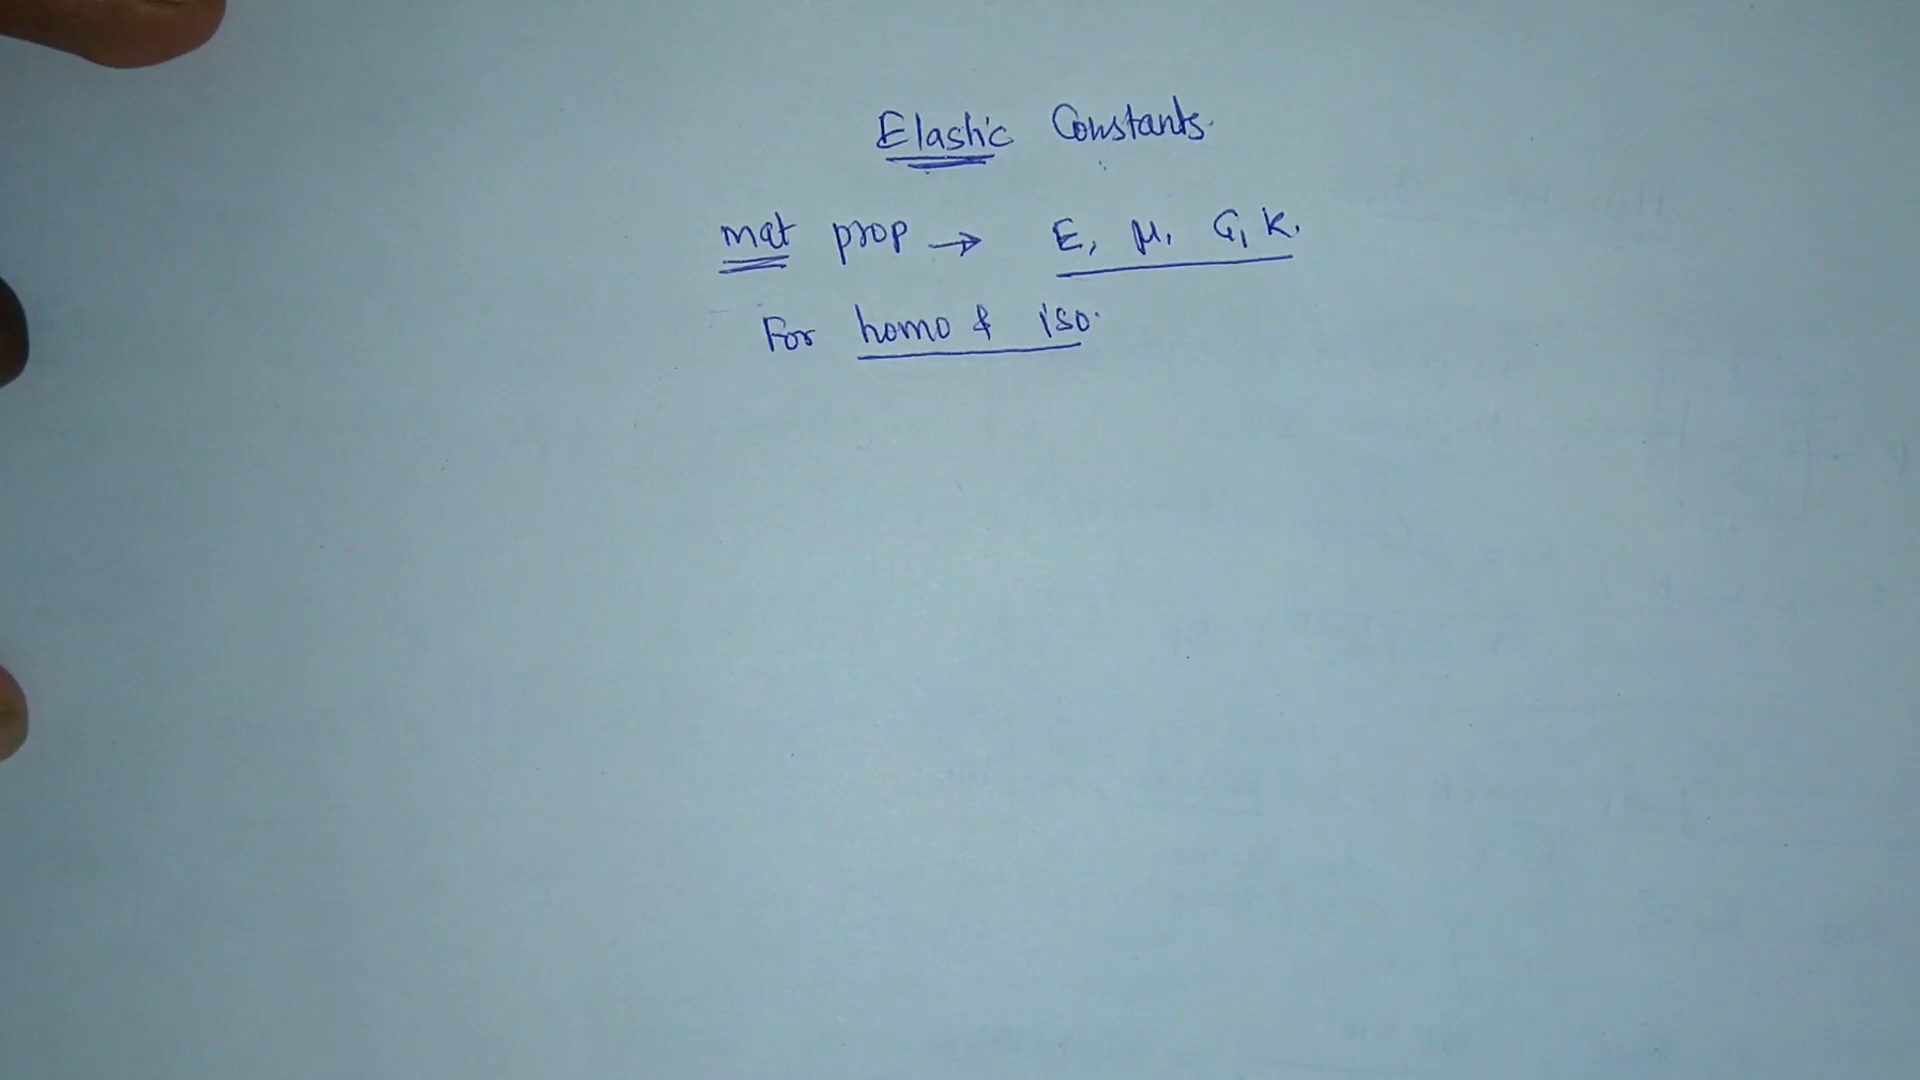 Elastic Constants.
mat prop → E, μ, G, K.
For homo & iso.